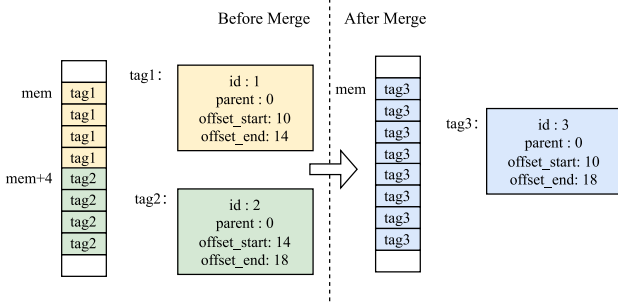 Before Merge
After Merge
mem
tag1
tag1
tag1
tag1
mem+4
tag2
tag2
tag2
tag2
tag1:
id : 1
parent : 0
offset_start: 10
offset_end: 14
tag2:
id : 2
parent : 0
offset_start: 14
offset_end: 18
mem
tag3
tag3
tag3
tag3
tag3
tag3
tag3
tag3
tag3:
id : 3
parent : 0
offset_start: 10
offset_end: 18